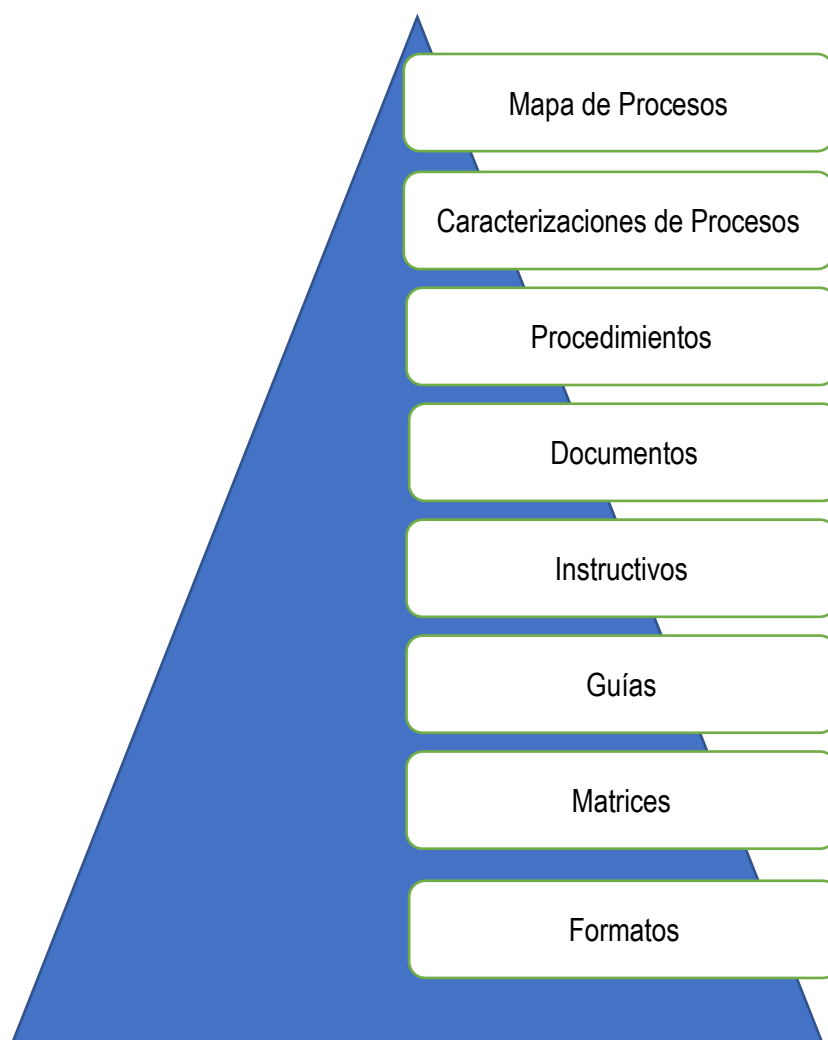 Mapa de Procesos
Caracterizaciones de Procesos
Procedimientos
Documentos
Instructivos
Guías
Matrices
Formatos